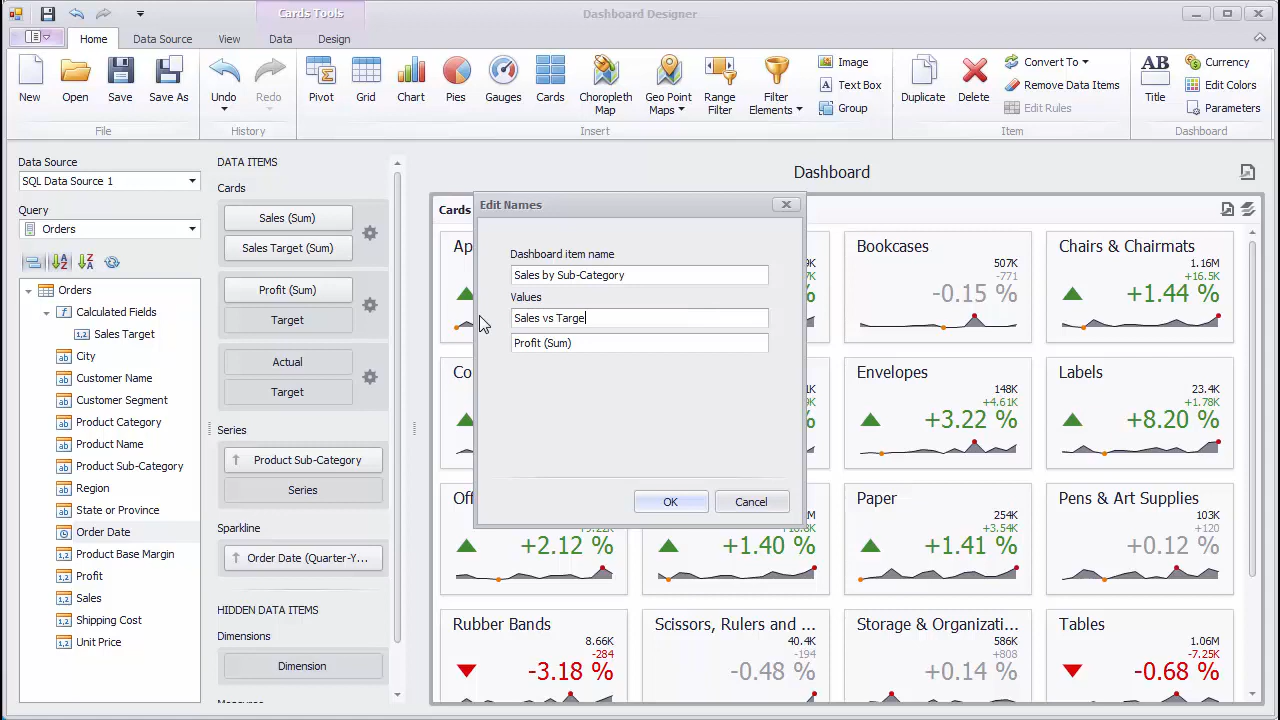 Cards Tools
Dashboard Designer
Home
Data Source
View
Data
Design
New
Open
Save
Save As
Undo
Redo
Pivot
Grid
Chart
Pies
Gauges
Cards
Choropleth
Map
Geo Point
Maps
Range
Filter
Filter
Elements
Image
Text Box
Group
Duplicate
Delete
Convert To
Remove Data Items
Edit Rules
AB
Title
Currency
Edit Colors
Parameters
File
History
Insert
Item
Dashboard
Data Source
SQL Data Source 1
Query
Orders
Orders
Calculated Fields
Sales Target
City
Customer Name
Customer Segment
Product Category
Product Name
Product Sub-Category
Region
State or Province
Order Date
Product Base Margin
Profit
Sales
Shipping Cost
Unit Price
DATA ITEMS
Cards
Sales (Sum)
Sales Target (Sum)
Profit (Sum)
Target
Actual
Target
Series
Product Sub-Category
Series
Sparkline
Order Date (Quarter-Y...
HIDDEN DATA ITEMS
Dimensions
Dimension
Dashboard
Cards
Edit Names
Dashboard item name
Sales by Sub-Category
Values
Sales vs Targe
Profit (Sum)
OK
Cancel
Bookcases
507K
-771
-0.15 %
Chairs & Chairmats
1.16M
+16.5K
+1.44 %
Envelopes
148K
+4.61K
+3.22 %
Labels
23.4K
+1.78K
+8.20 %
+2.12 %
+1.40 %
Paper
254K
+3.54K
+1.41 %
Pens & Art Supplies
103K
+120
+0.12 %
Rubber Bands
8.66K
-284
-3.18 %
Scissors, Rulers and ...
40.4K
-194
-0.48 %
Storage & Organizati...
586K
+808
+0.14 %
Tables
1.06M
-7.25K
-0.68 %